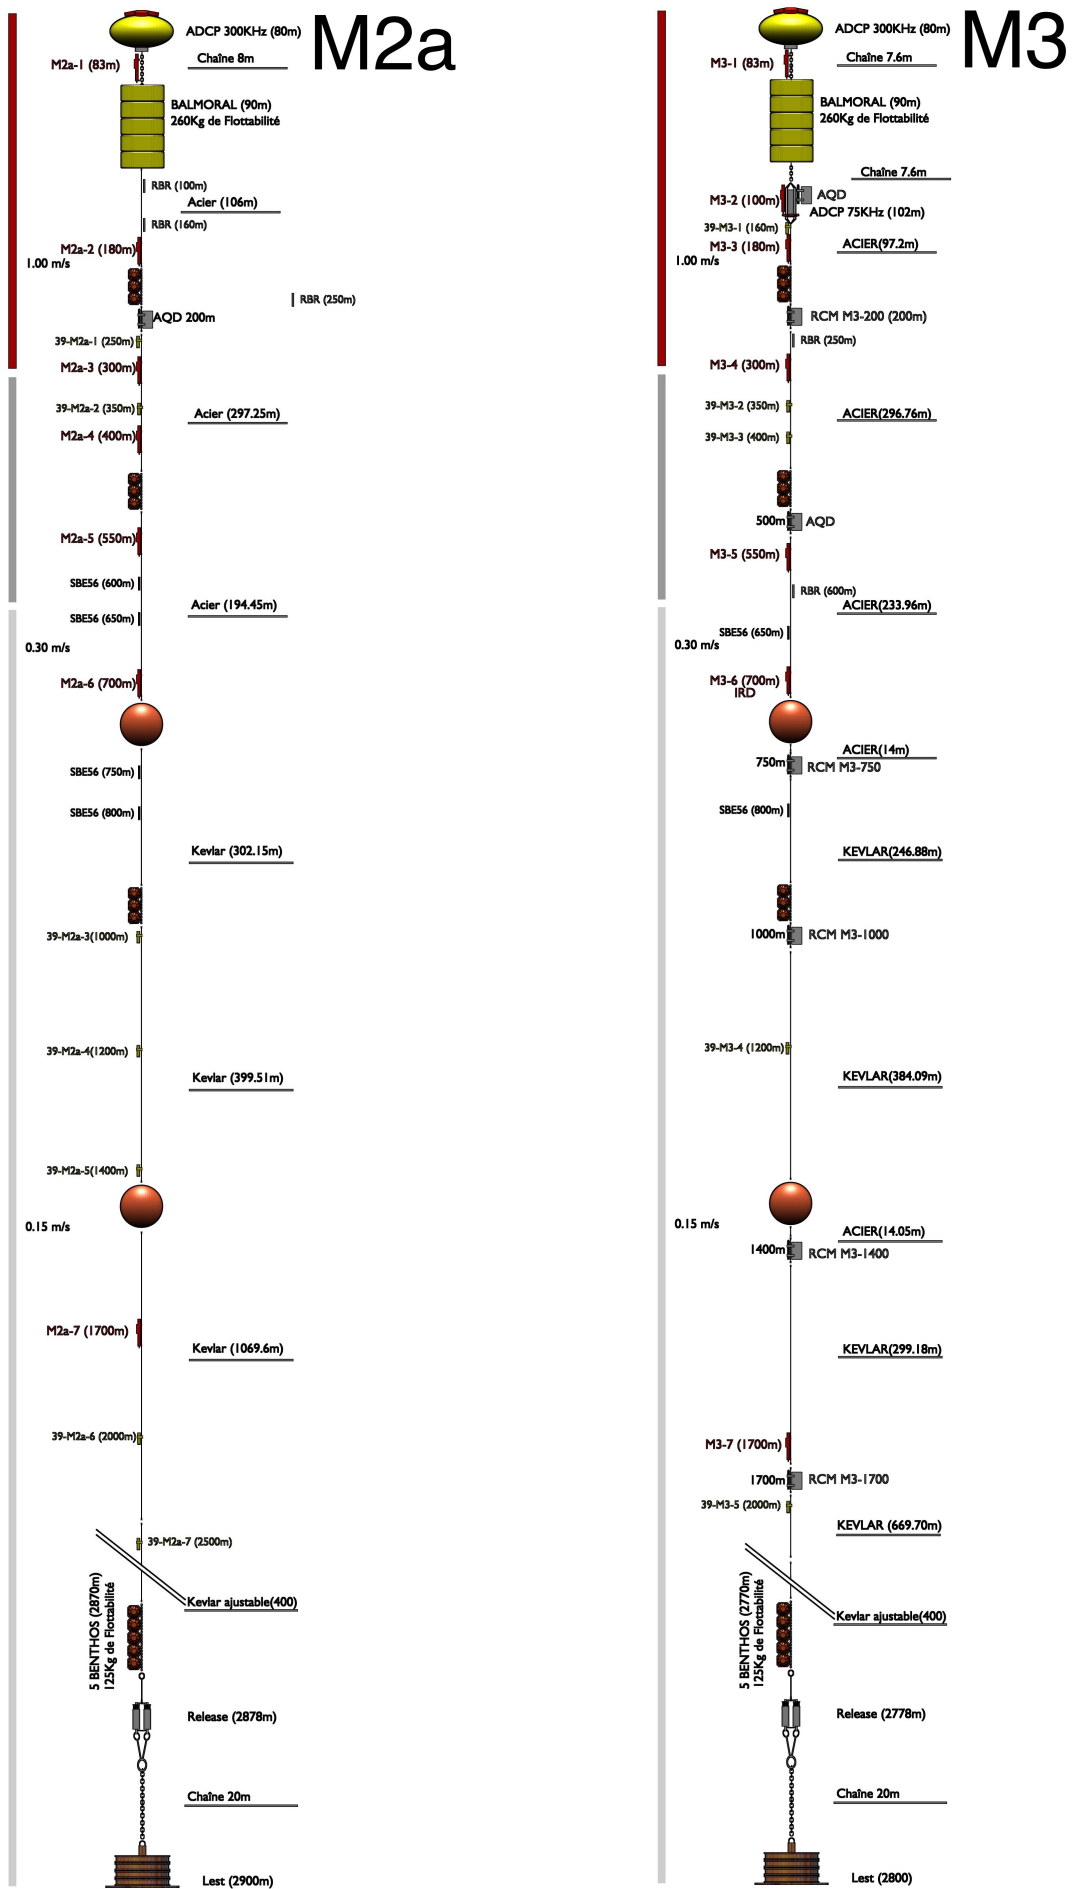 M2a
ADCP 300KHz (80m)
Chaîne 8m
M2a-1 (83m)
BALMORAL (90m)
260Kg de Flottabilité
RBR (100m)
Acier (106m)
RBR (160m)
M2a-2 (180m)
1.00 m/s
RBR (250m)
AQD 200m
39-M2a-1 (250m)
M2a-3 (300m)
39-M2a-2 (350m)
Acier (297.25m)
M2a-4 (400m)
M2a-5 (550m)
SBE56 (600m)
Acier (194.45m)
SBE56 (650m)
0.30 m/s
M2a-6 (700m)
SBE56 (750m)
SBE56 (800m)
Kevlar (302.15m)
39-M2a-3(1000m)
39-M2a-4(1200m)
Kevlar (399.51m)
39-M2a-5(1400m)
0.15 m/s
M2a-7 (1700m)
Kevlar (1069.6m)
39-M2a-6 (2000m)
39-M2a-7 (2500m)
5 BENTHOS (2870m)
125Kg de Flottabilité
Kevlar ajustable(400)
Release (2878m)
Chaîne 20m
Lest (2900m)
M3
ADCP 300KHz (80m)
Chaîne 7.6m
M3-1 (83m)
BALMORAL (90m)
260Kg de Flottabilité
Chaîne 7.6m
AQD
M3-2 (100m)
ADCP 75KHz (102m)
39-M3-1 (160m)
M3-3 (180m)
ACIER(97.2m)
1.00 m/s
RCM M3-200 (200m)
RBR (250m)
M3-4 (300m)
39-M3-2 (350m)
ACIER(296.76m)
39-M3-3 (400m)
500m
AQD
M3-5 (550m)
RBR (600m)
ACIER(233.96m)
SBE56 (650m)
0.30 m/s
M3-6 (700m)
IRD
ACIER(14m)
750m
RCM M3-750
SBE56 (800m)
KEVLAR(246.88m)
1000m
RCM M3-1000
39-M3-4 (1200m)
KEVLAR(384.09m)
0.15 m/s
ACIER(14.05m)
1400m
RCM M3-1400
KEVLAR(299.18m)
M3-7 (1700m)
1700m
RCM M3-1700
39-M3-5 (2000m)
KEVLAR (669.70m)
5 BENTHOS (2770m)
125Kg de Flottabilité
Kevlar ajustable(400)
Release (2778m)
Chaîne 20m
Lest (2800)